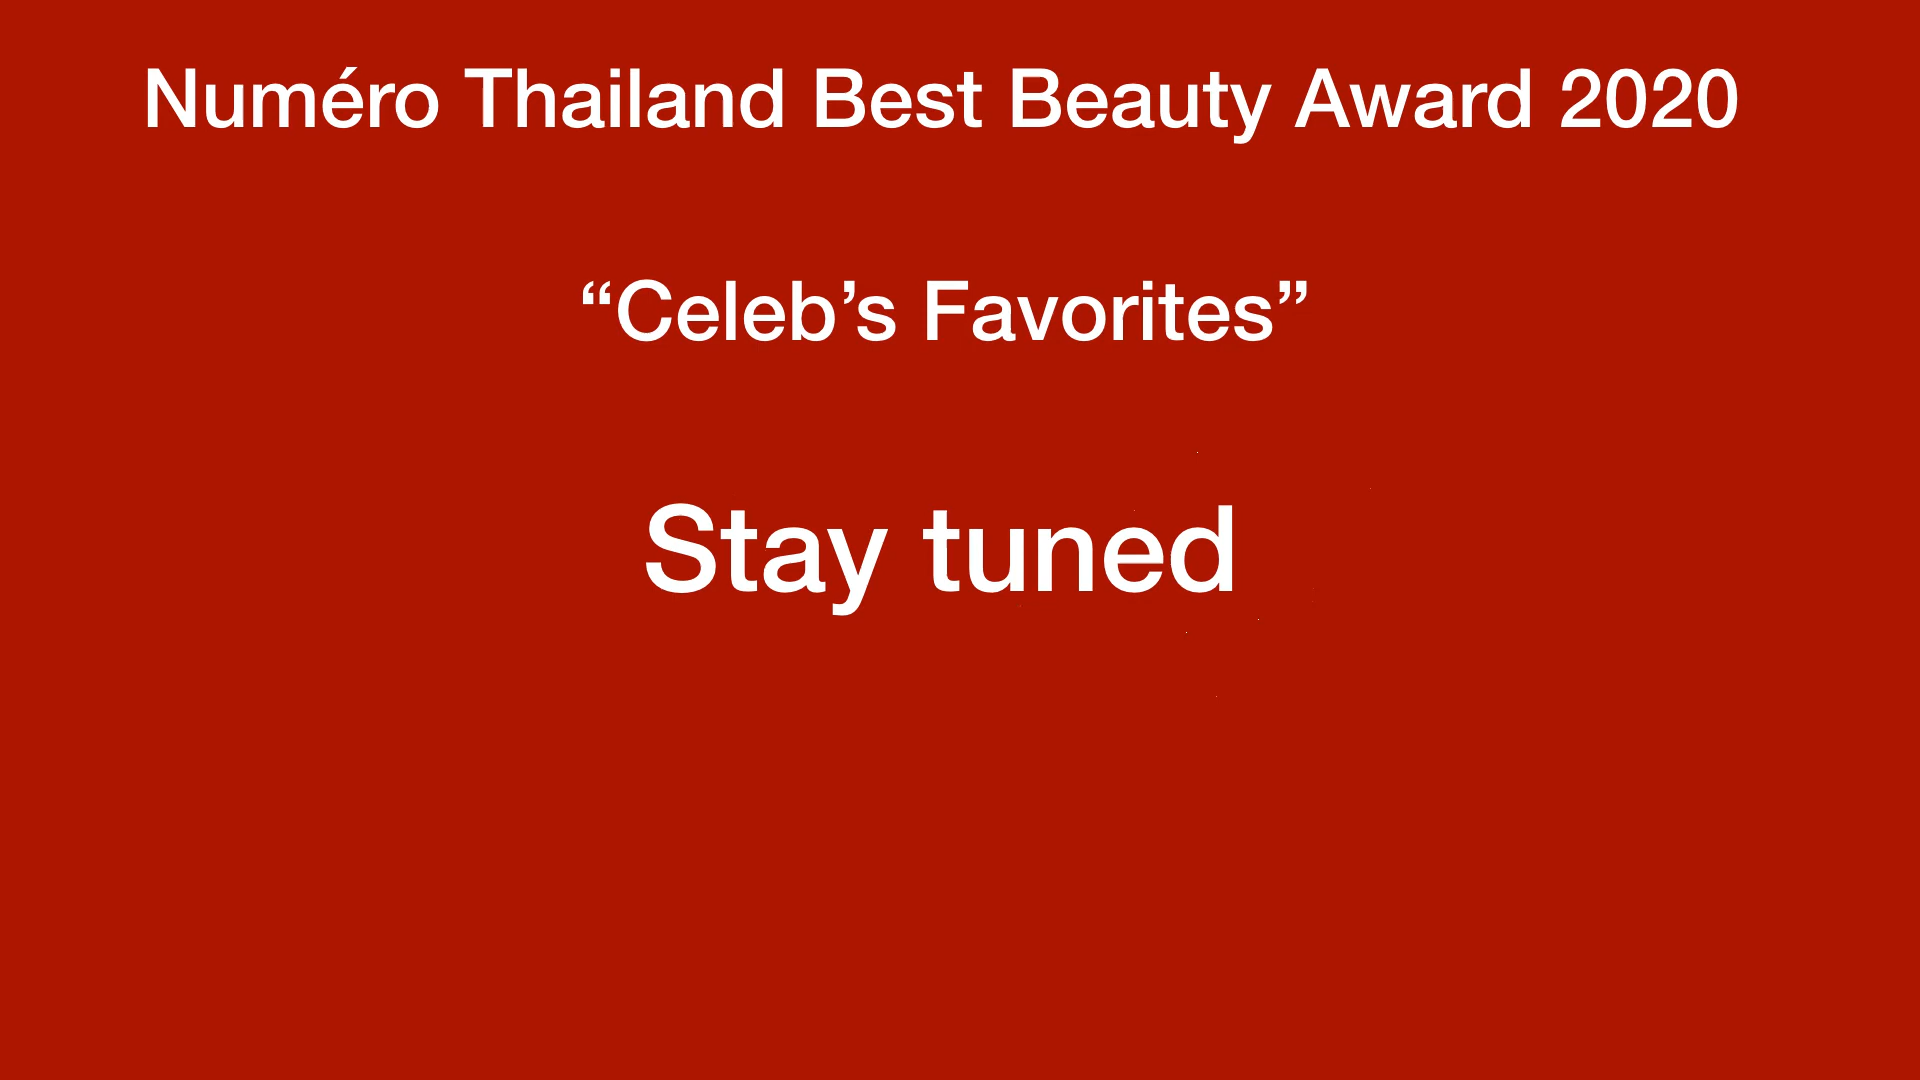 Numéro Thailand Best Beauty Award 2020
“Celeb’s Favorites”
Stay tuned